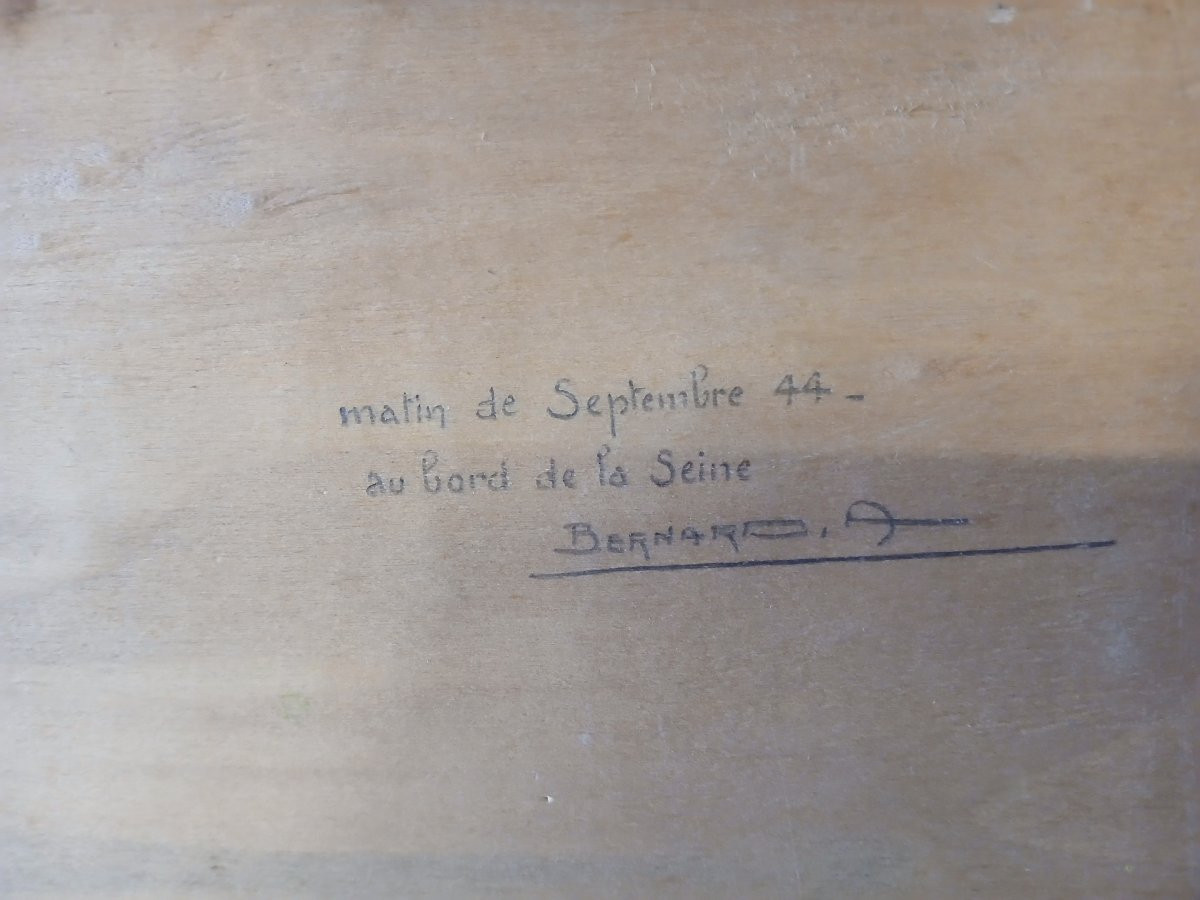 matin de Septembre 44 -
au bord de la Seine
BERNARD. A